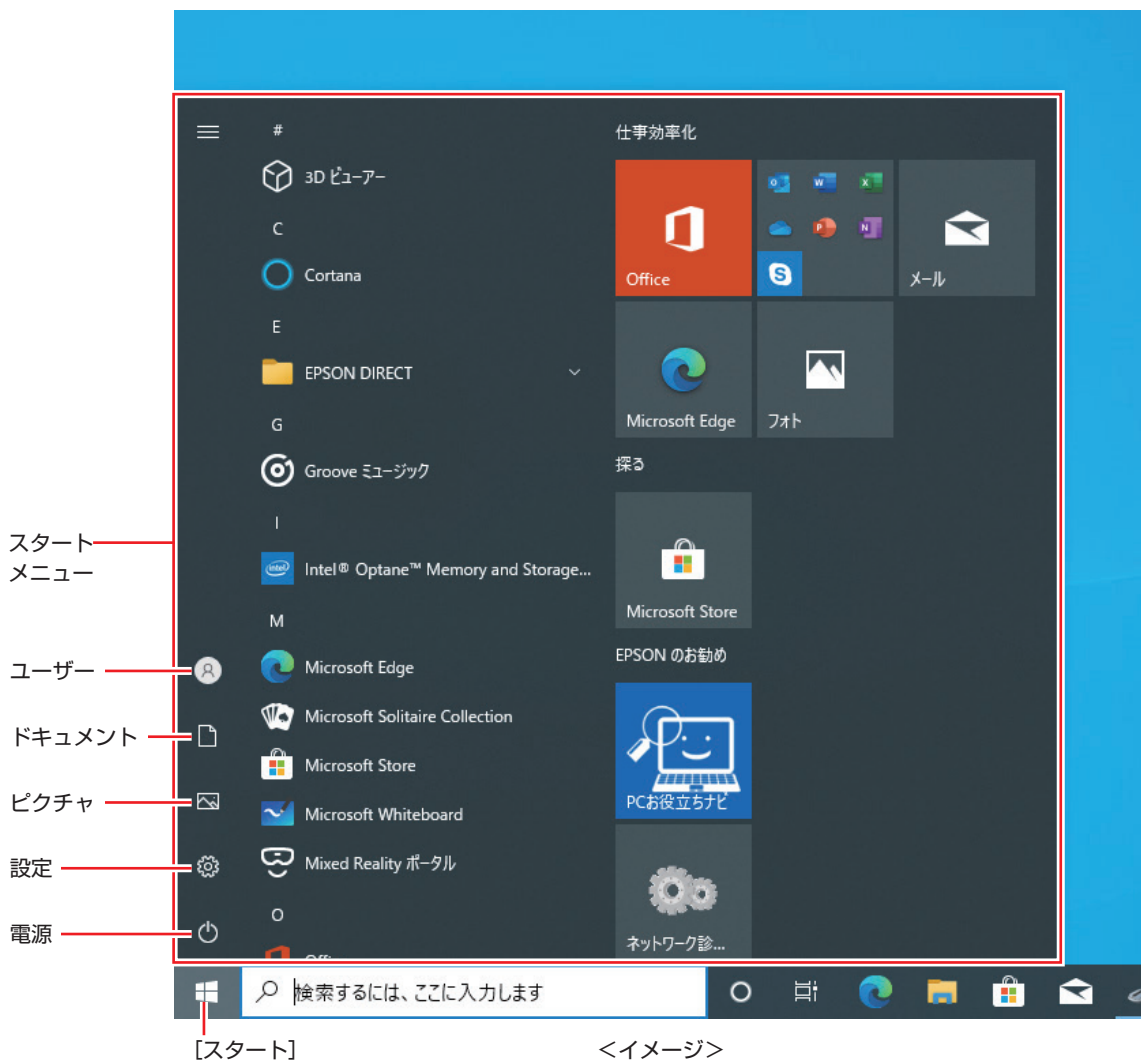 #
3D ビューアー
C
Cortana
E
EPSON DIRECT
G
Groove ミュージック
I
intel
Intel® Optane™ Memory and Storage...
M
Microsoft Edge
Microsoft Solitaire Collection
Microsoft Store
Microsoft Whiteboard
Mixed Reality ポータル
O
仕事効率化
Office
メール
Microsoft Edge
フォト
探る
Microsoft Store
EPSON のお勧め
PCお役立ちナビ
ネットワーク診...
スタート
メニュー
ユーザー
ドキュメント
ピクチャ
設定
電源
検索するには、ここに入力します
[スタート]
<イメージ>